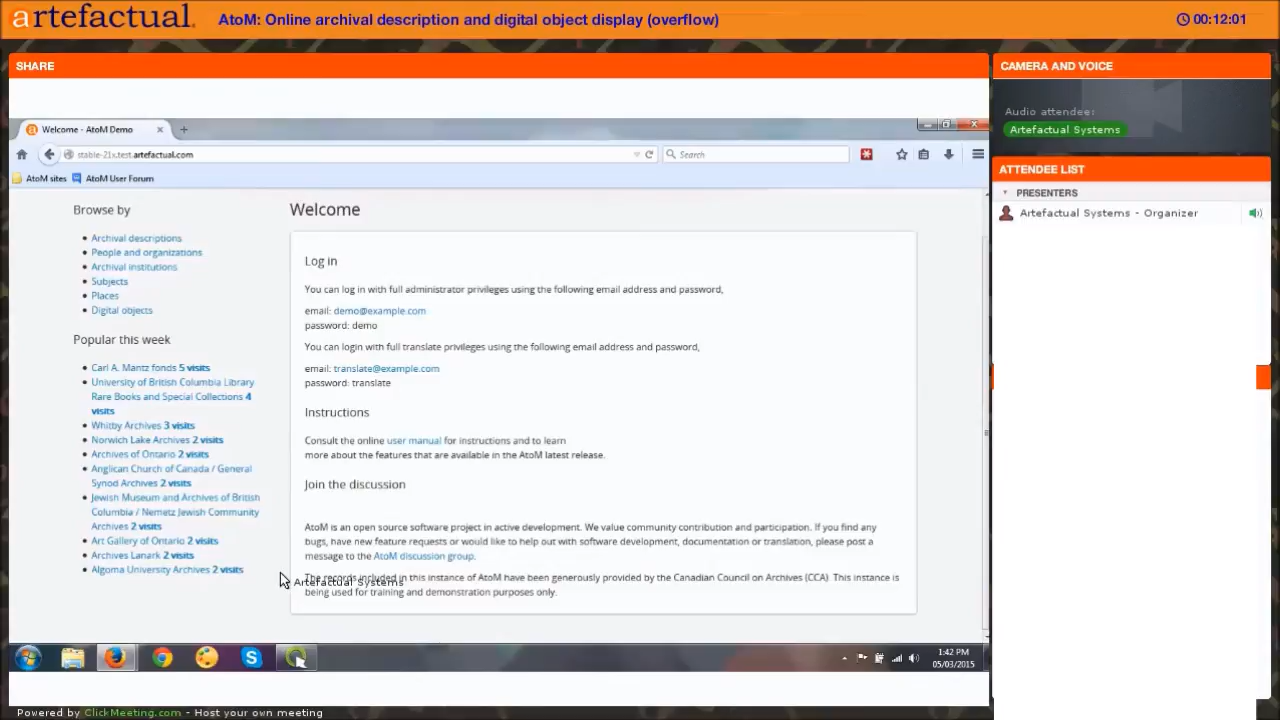 artefactual
AtoM: Online archival description and digital object display (overflow)
00:12:01
SHARE
Welcome - AtoM Demo
stable-21x.test.artefactual.com
Search
AtoM sites
AtoM User Forum
Browse by
Archival descriptions
People and organizations
Archival institutions
Subjects
Places
Digital objects
Popular this week
Carl A. Mantz fonds 5 visits
University of British Columbia Library
Rare Books and Special Collections 4
visits
Whitby Archives 3 visits
Norwich Lake Archives 2 visits
Archives of Ontario 2 visits
Anglican Church of Canada / General
Synod Archives 2 visits
Jewish Museum and Archives of British
Columbia / Nemetz Jewish Community
Archives 2 visits
Art Gallery of Ontario 2 visits
Archives Lanark 2 visits
Algoma University Archives 2 visits
Welcome
Log in
You can log in with full administrator privileges using the following email address and password,
email: demo@example.com
password: demo
You can login with full translate privileges using the following email address and password,
email: translate@example.com
password: translate
Instructions
Consult the online user manual for instructions and to learn
more about the features that are available in the AtoM latest release.
Join the discussion
AtoM is an open source software project in active development. We value community contribution and participation. If you find any
bugs, have new feature requests or would like to help out with software development, documentation or translation, please post a
message to the AtoM discussion group.
The records included in this instance of AtoM have been generously provided by the Canadian Council on Archives (CCA). This instance is
being used for training and demonstration purposes only.
Artefactual Systems
1:42 PM
05/03/2015
CAMERA AND VOICE
Audio attendee:
Artefactual Systems
ATTENDEE LIST
PRESENTERS
Artefactual Systems - Organizer
Powered by ClickMeeting.com - Host your own meeting